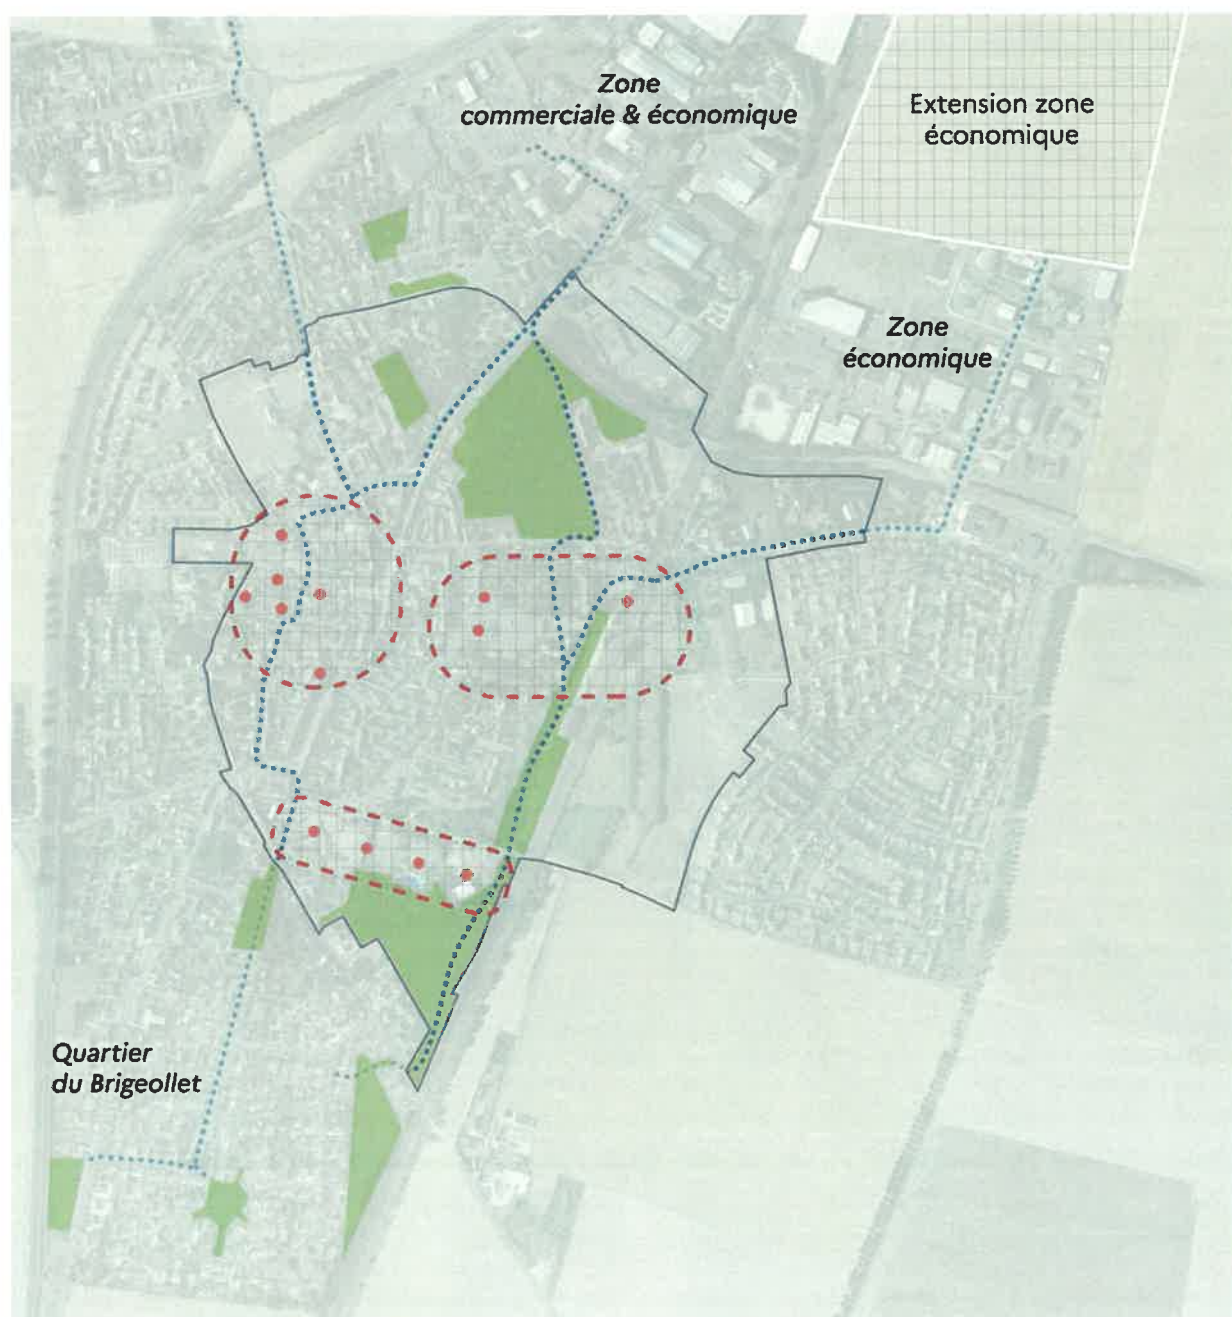 Zone
commerciale & économique
Extension zone
économique
Zone
économique
Quartier
du Brigeollet